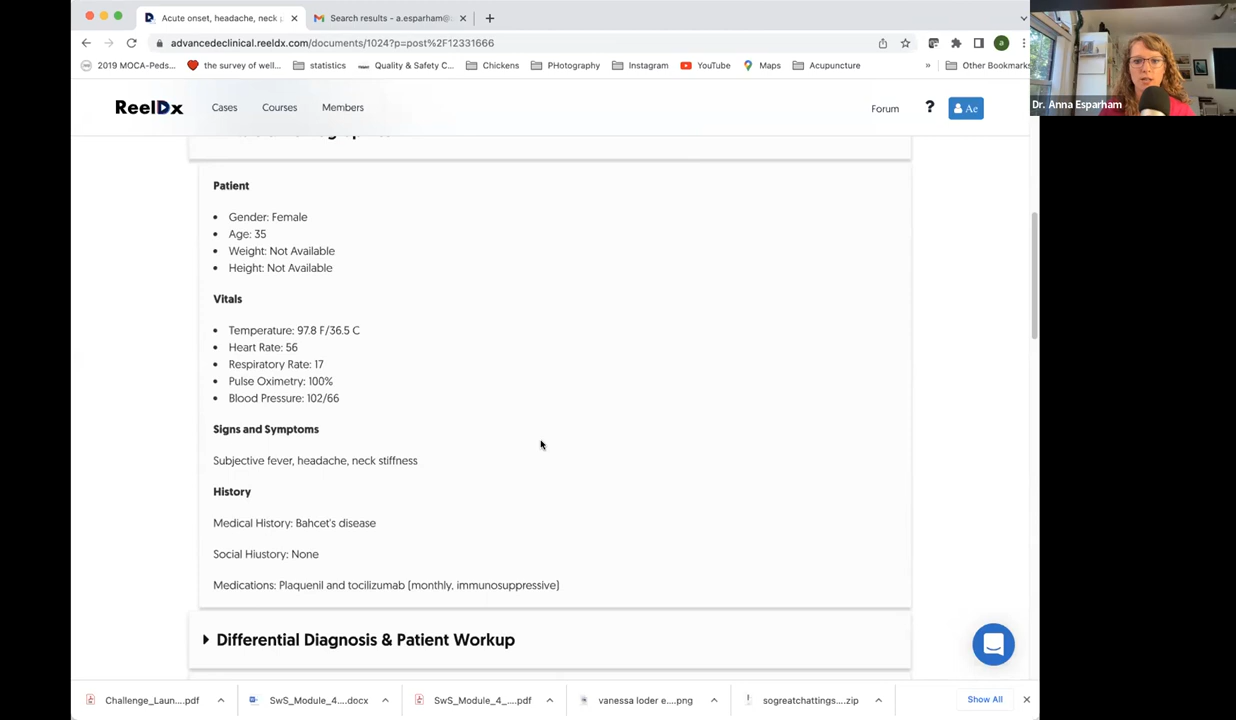 Acute onset, headache, neck p
Search results - a.esparham@
advancedeclinical.reeldx.com/documents/1024?p=post%2F12331666
a
2019 MOCA-Peds...
the survey of well...
statistics
Quality & Safety C...
Chickens
PHotography
Instagram
YouTube
Maps
Acupuncture
»
Other Bookmarks
Dr. Anna Esparham
ReelDx
Cases
Courses
Members
Forum
?
Ae
Patient
• Gender: Female
• Age: 35
• Weight: Not Available
• Height: Not Available
Vitals
• Temperature: 97.8 F/36.5 C
• Heart Rate: 56
• Respiratory Rate: 17
• Pulse Oximetry: 100%
• Blood Pressure: 102/66
Signs and Symptoms
Subjective fever, headache, neck stiffness
History
Medical History: Bahcet's disease
Social Hiustory: None
Medications: Plaquenil and tocilizumab (monthly, immunosuppressive)
Differential Diagnosis & Patient Workup
Challenge_Laun....pdf
SwS_Module_4....docx
SwS_Module_4_....pdf
vanessa loder e....png
sogreatchattings....zip
Show All